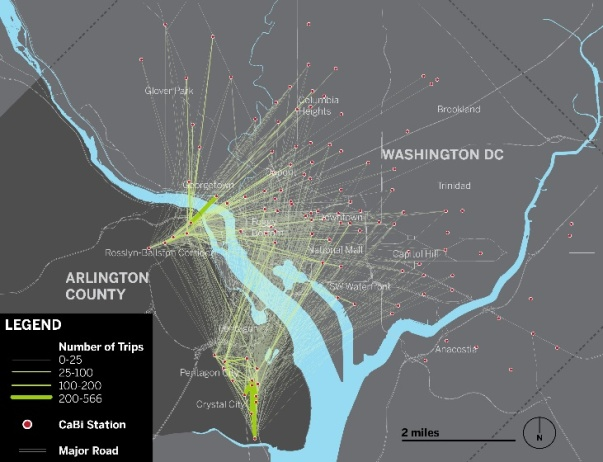 Glover Park
Columbia
Heights
Brookland
WASHINGTON DC
Georgetown
Trinidad
Downtown
Rosslyn-Ballston Corridor
National Mall
Capitol Hill
ARLINGTON
COUNTY
SW Waterfront
LEGEND
Number of Trips
0-25
25-100
100-200
200-566
CaBi Station
Major Road
Pentagon
Pentagon City
Crystal City
Anacostia
2 miles
N